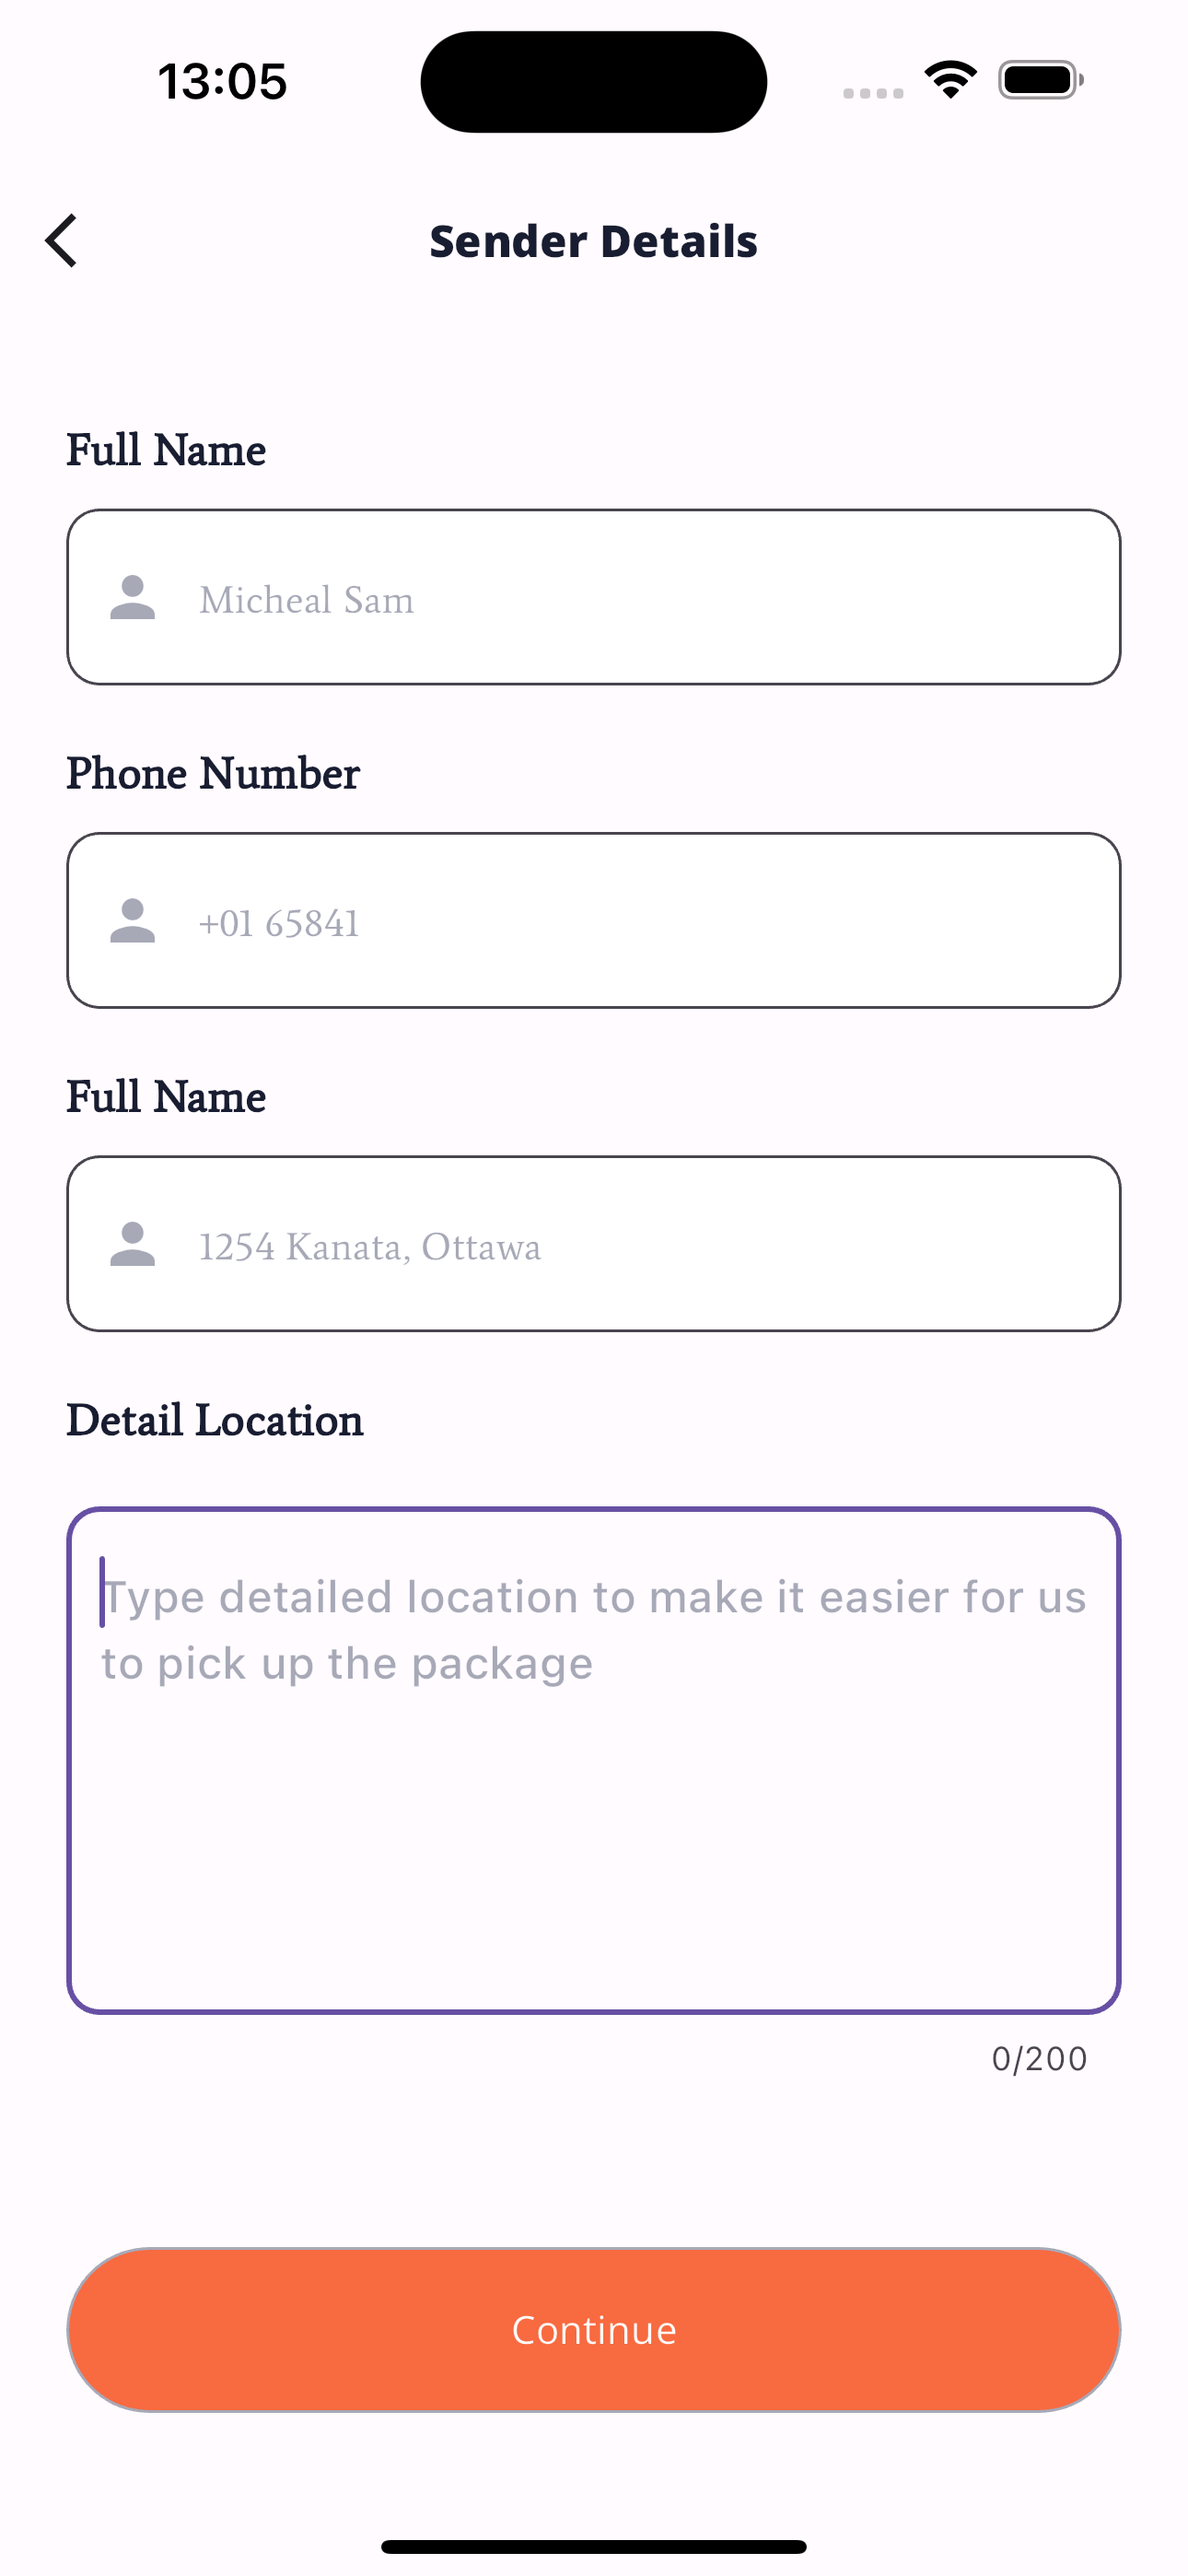 13:05
Sender Details
Full Name
Micheal Sam
Phone Number
+01 65841
Full Name
1254 Kanata, Ottawa
Detail Location
Type detailed location to make it easier for us
to pick up the package
0/200
Continue